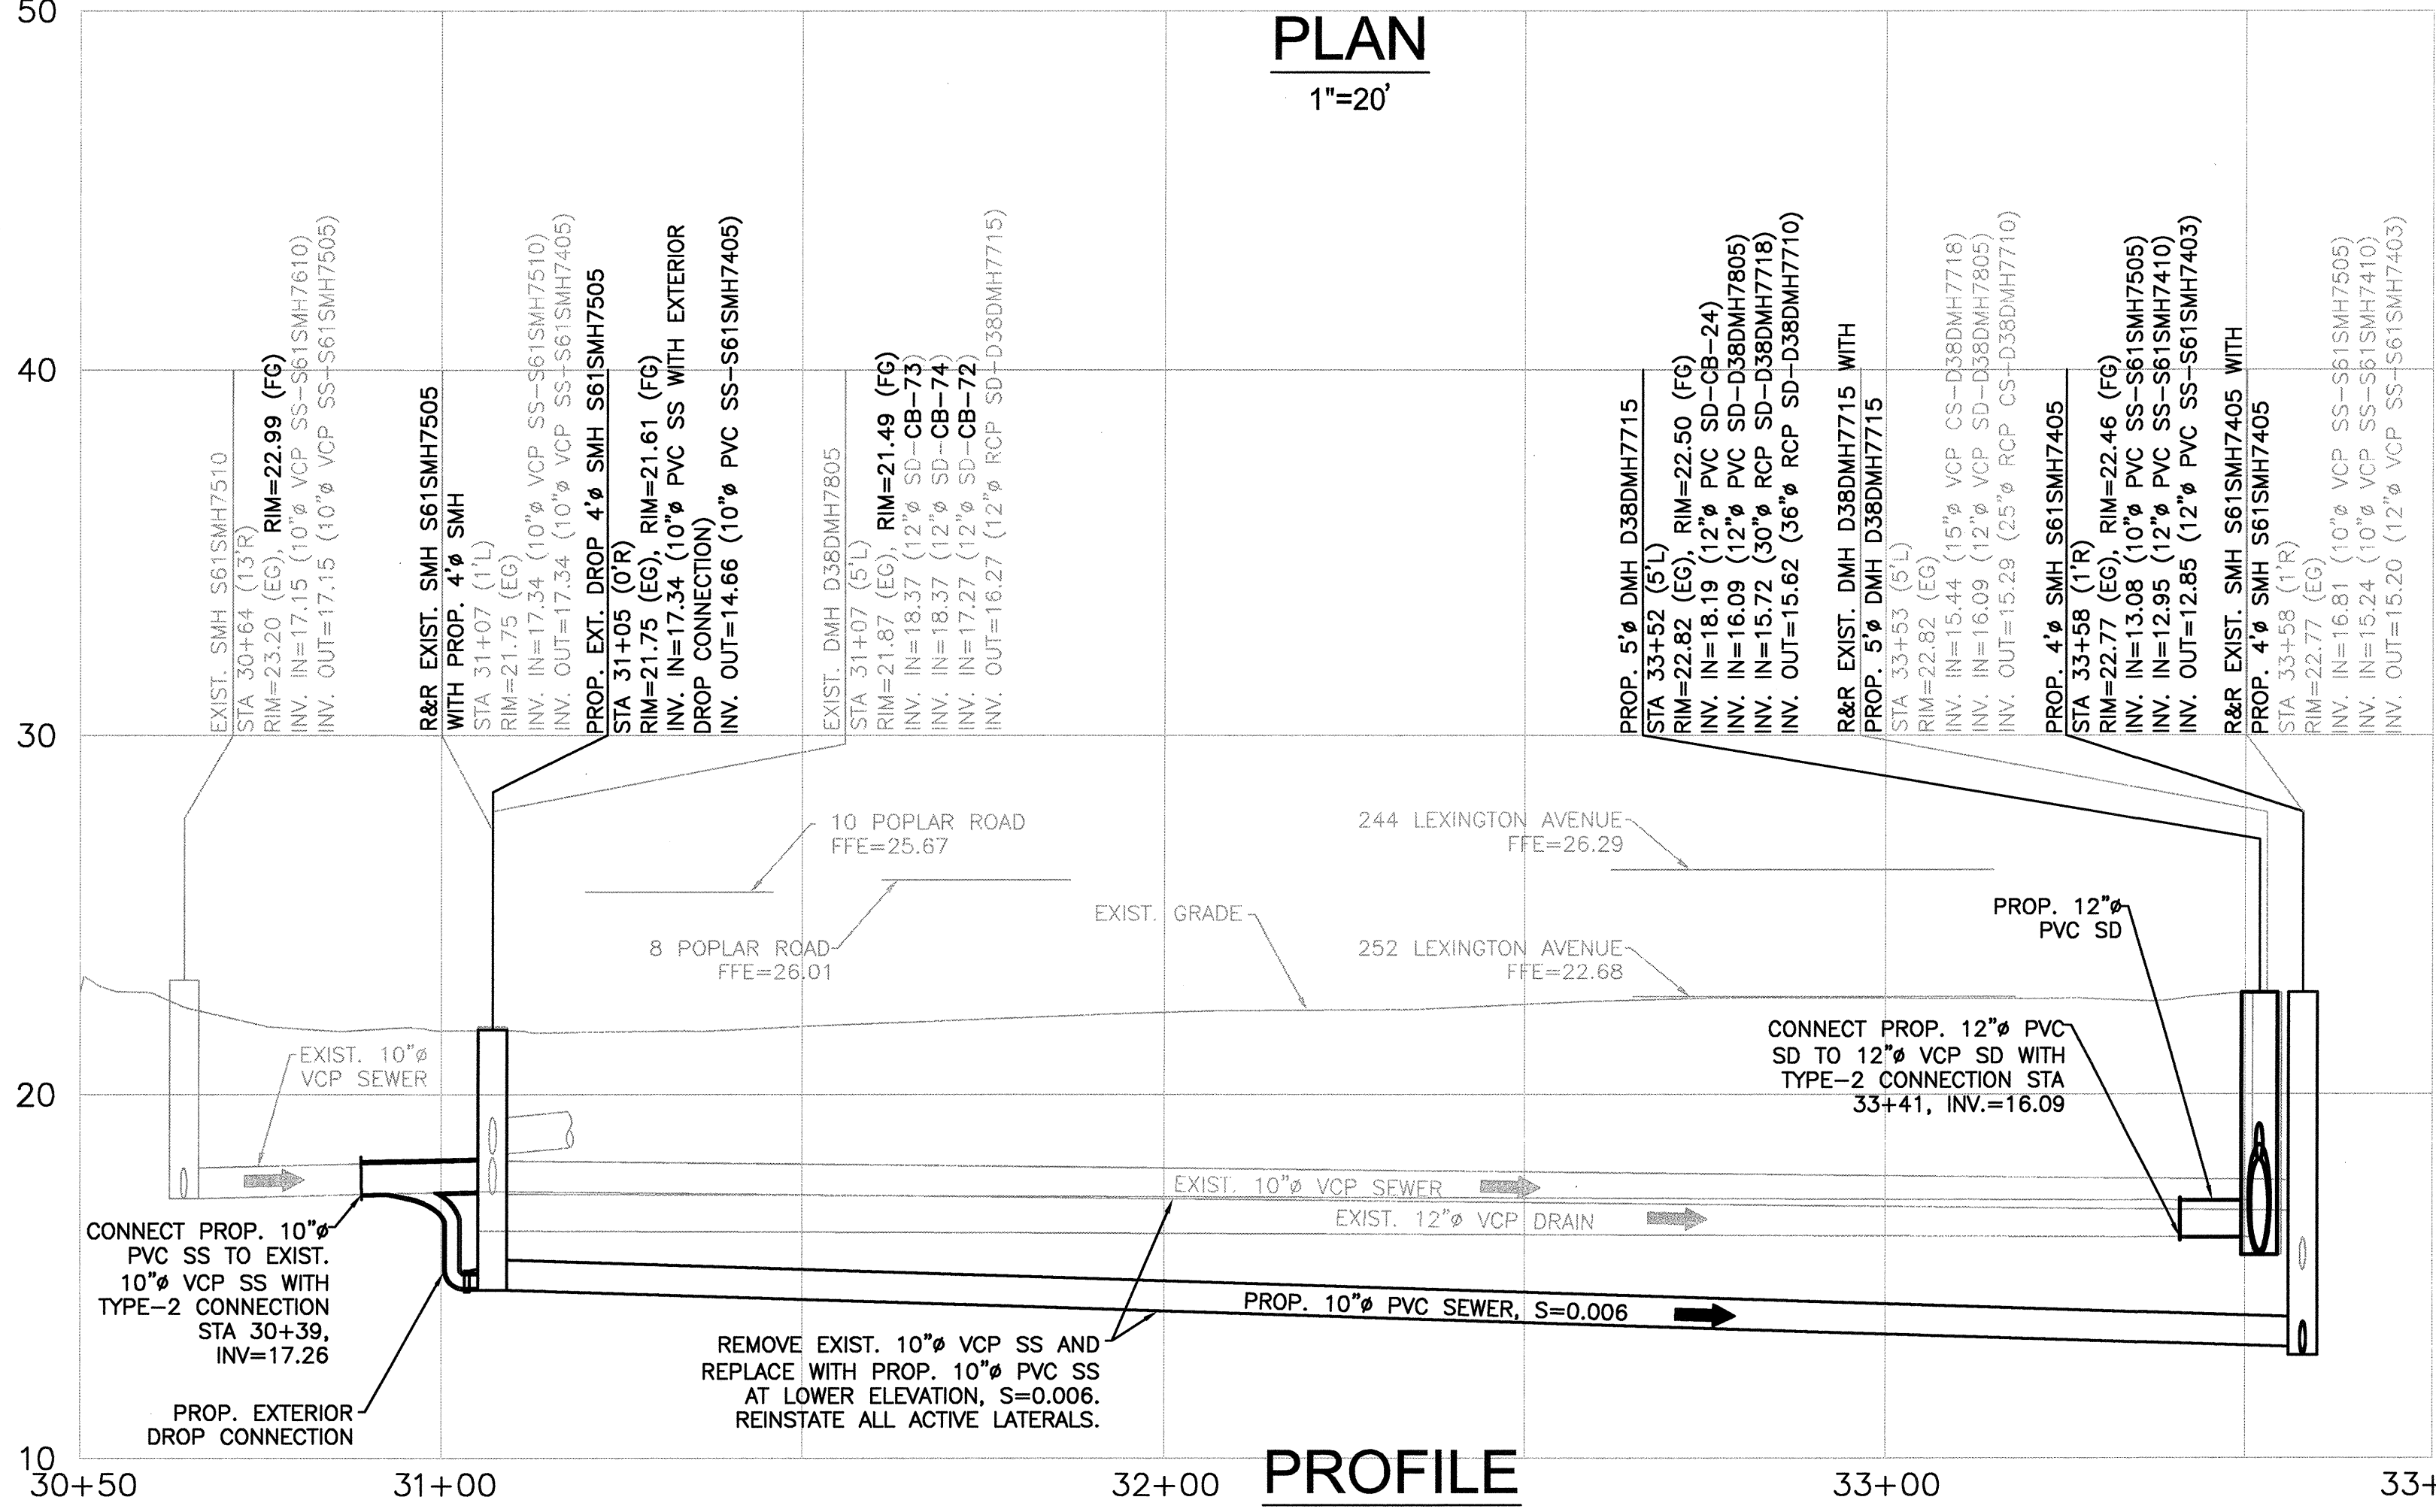 PLAN
1"=20'
50
40
30
20
10
EXIST. SMH S61SMH7510
STA 30+64 (13'R)
RIM=23.20 (EG), RIM=22.99 (FG)
INV. IN=17.15 (10"ø VCP SS-S61SMH7610)
INV. OUT=17.15 (10"ø VCP SS-S61SMH7505)
R&R EXIST. SMH S61SMH7505
WITH PROP. 4'ø SMH
STA 31+07 (1'L)
RIM=21.75 (EG)
INV. IN=17.34 (10"ø VCP SS-S61SMH7510)
INV. OUT=17.34 (10"ø VCP SS-S61SMH7405)
PROP. EXT. DROP 4'ø SMH S61SMH7505
STA 31+05 (0'R)
RIM=21.75 (EG), RIM=21.61 (FG)
INV. IN=17.34 (10"ø PVC SS WITH EXTERIOR
DROP CONNECTION)
INV. OUT=14.66 (10"ø PVC SS-S61SMH7405)
EXIST. DMH D38DMH7805
STA 31+07 (5'L)
RIM=21.87 (EG), RIM=21.49 (FG)
INV. IN=18.37 (12"ø SD-CB-73)
INV. IN=18.37 (12"ø SD-CB-74)
INV. IN=17.27 (12"ø SD-CB-72)
INV. OUT=16.27 (12"ø RCP SD-D38DMH7715)
PROP. 5'ø DMH D38DMH7715
STA 33+52 (5'L)
RIM=22.82 (EG), RIM=22.50 (FG)
INV. IN=18.19 (12"ø PVC SD-CB-24)
INV. IN=16.09 (12"ø PVC SD-D38DMH7805)
INV. IN=15.72 (30"ø RCP SD-D38DMH7718)
INV. OUT=15.62 (36"ø RCP SD-D38DMH7710)
R&R EXIST. DMH D38DMH7715 WITH
PROP. 5'ø DMH D38DMH7715
STA 33+53 (5'L)
RIM=22.82 (EG)
INV. IN=15.44 (15"ø VCP CS-D38DMH7718)
INV. IN=16.09 (12"ø VCP SD-D38DMH7805)
INV. OUT=15.29 (25"ø RCP CS-D38DMH7710)
PROP. 4'ø SMH S61SMH7405
STA 33+58 (1'R)
RIM=22.77 (EG), RIM=22.46 (FG)
INV. IN=13.08 (10"ø PVC SS-S61SMH7505)
INV. IN=12.95 (12"ø PVC SS-S61SMH7410)
INV. OUT=12.85 (12"ø PVC SS-S61SMH7403)
R&R EXIST. SMH S61SMH7405 WITH
PROP. 4'ø SMH S61SMH7405
STA 33+58 (1'R)
RIM=22.77 (EG)
INV. IN=16.81 (10"ø VCP SS-S61SMH7505)
INV. IN=15.24 (10"ø VCP SS-S61SMH7410)
INV. OUT=15.20 (12"ø VCP SS-S61SMH7403)
10 POPLAR ROAD
FFE=25.67
8 POPLAR ROAD
FFE=26.01
EXIST. GRADE
244 LEXINGTON AVENUE
FFE=26.29
252 LEXINGTON AVENUE
FFE=22.68
PROP. 12"ø
PVC SD
CONNECT PROP. 12"ø PVC
SD TO 12"ø VCP SD WITH
TYPE-2 CONNECTION STA
33+41, INV.=16.09
EXIST. 10"ø
VCP SEWER
EXIST. 10"ø VCP SEWER
EXIST. 12"ø VCP DRAIN
PROP. 10"ø PVC SEWER, S=0.006
CONNECT PROP. 10"ø
PVC SS TO EXIST.
10"ø VCP SS WITH
TYPE-2 CONNECTION
STA 30+39,
INV=17.26
PROP. EXTERIOR
DROP CONNECTION
REMOVE EXIST. 10"ø VCP SS AND
REPLACE WITH PROP. 10"ø PVC SS
AT LOWER ELEVATION, S=0.006.
REINSTATE ALL ACTIVE LATERALS.
30+50
31+00
32+00
33+00
33+
PROFILE